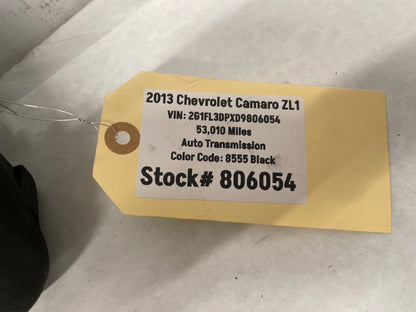 2013 Chevrolet Camaro ZL1
VIN: 2G1FL3DPXD9806054
53,010 Miles
Auto Transmission
Color Code: 8555 Black
Stock# 806054